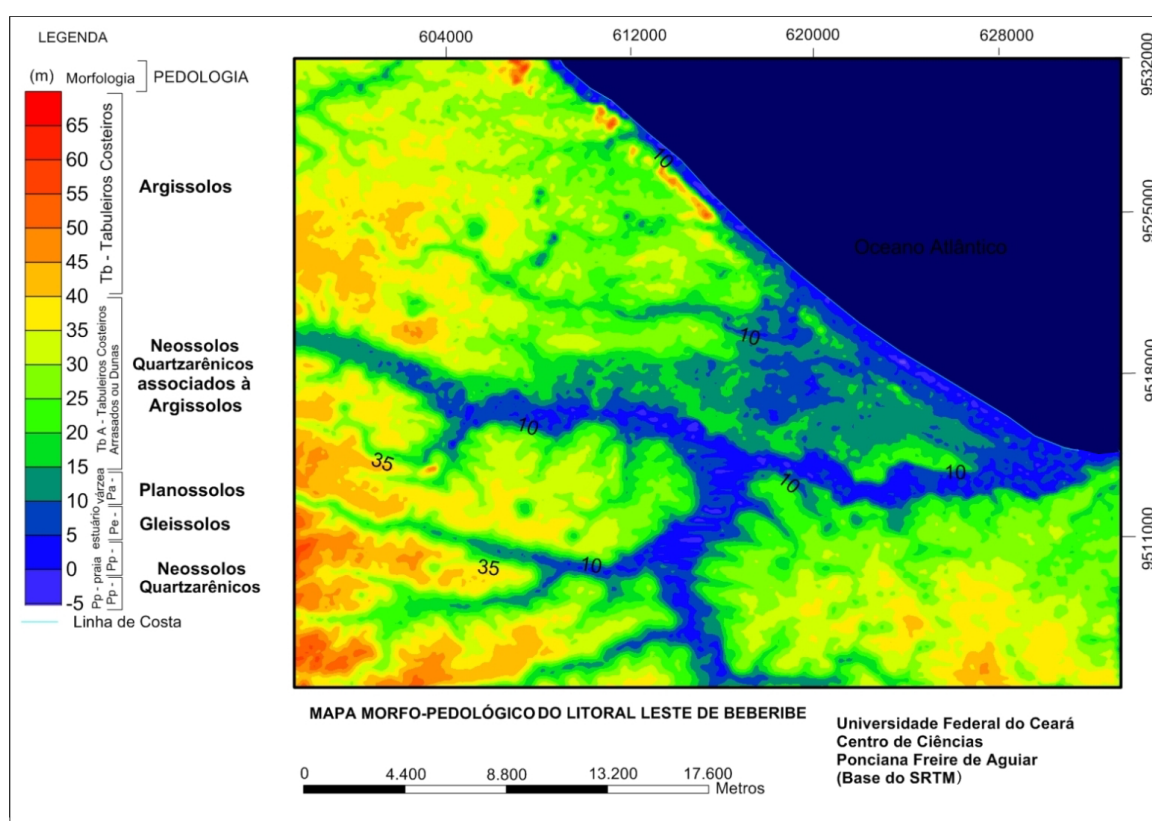 LEGENDA
(m) Morfologia PEDOLOGIA
65
60
55
50
45
40
35
30
25
20
15
10
5
0
-5
Tb - Tabuleiros Costeiros
Tb A - Tabuleiros Costeiros
Arrasados ou Dunas
várzea
Pa -
estuário
Pe -
Pp - praia
Pp -
Pp -
Argissolos
Neossolos
Quartzarênicos
associados à
Argissolos
Planossolos
Gleissolos
Neossolos
Quartzarênicos
Linha de Costa
604000 612000 620000 628000
9532000
9525000
9518000
9511000
10
Oceano Atlântico
10
10
10
35
10
10
35
MAPA MORFO-PEDOLÓGICO DO LITORAL LESTE DE BEBERIBE
Universidade Federal do Ceará
Centro de Ciências
Ponciana Freire de Aguiar
(Base do SRTM)
0 4.400 8.800 13.200 17.600
Metros